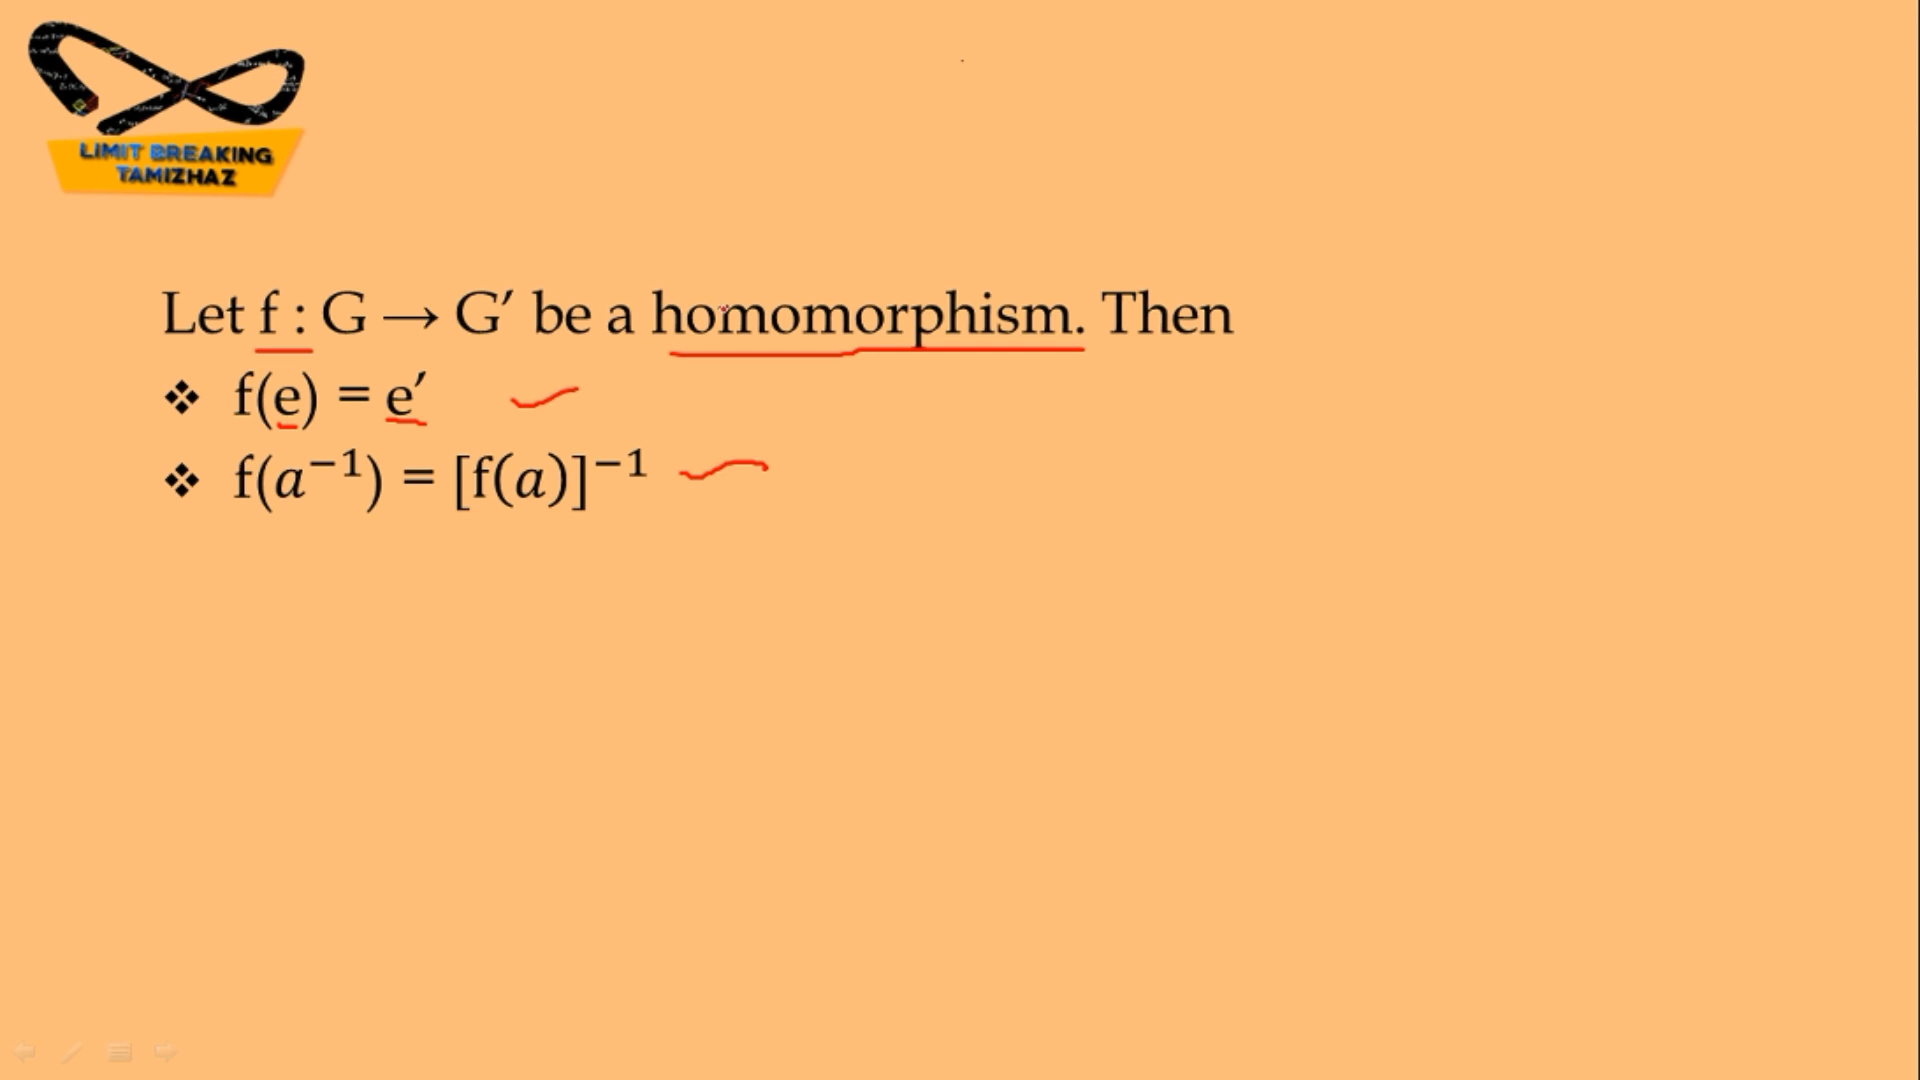 LIMIT BREAKING
TAMIZHAZ
Let f : G → G′ be a homomorphism. Then
❖ f(e) = e′
❖ f(a⁻¹) = [f(a)]⁻¹